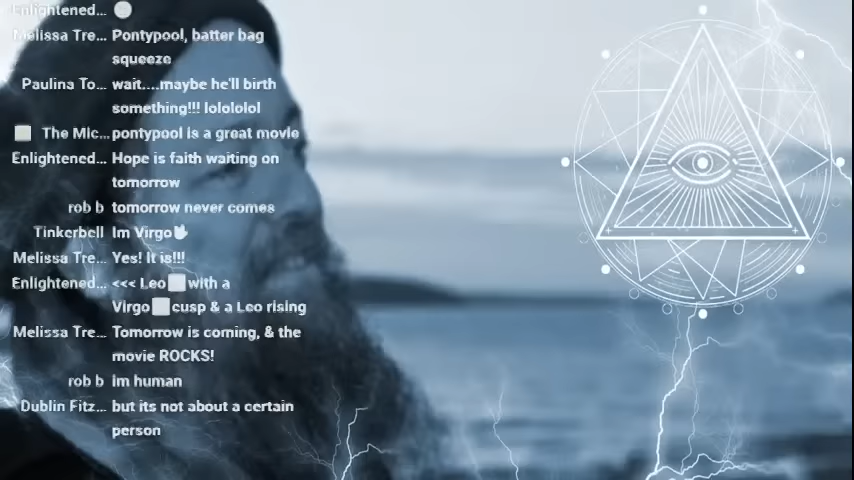 Enlightened...
Melissa Tre... Pontypool, batter bag
squeeze
Paulina To... wait....maybe he'll birth
something!!! lolololol
The Mic... pontypool is a great movie
Enlightened... Hope is faith waiting on
tomorrow
rob b tomorrow never comes
Tinkerbell Im Virgo
Melissa Tre... Yes! It is!!!
Enlightened... <<< Leo with a
Virgo cusp & a Leo rising
Melissa Tre... Tomorrow is coming, & the
movie ROCKS!
rob b im human
Dublin Fitz... but its not about a certain
person